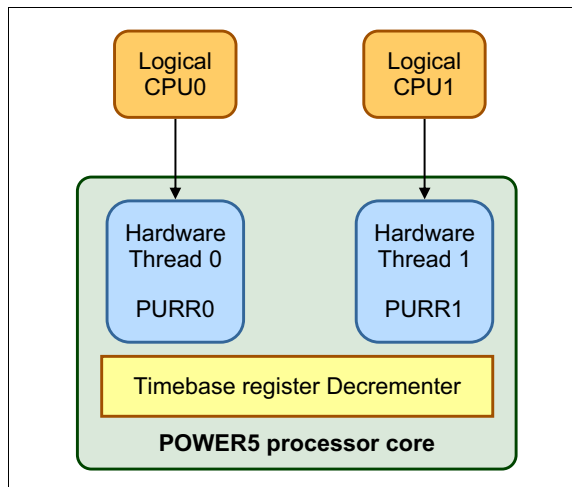 Logical
CPU0
Logical
CPU1
Hardware
Thread 0
PURR0
Hardware
Thread 1
PURR1
Timebase register Decrementer
POWER5 processor core